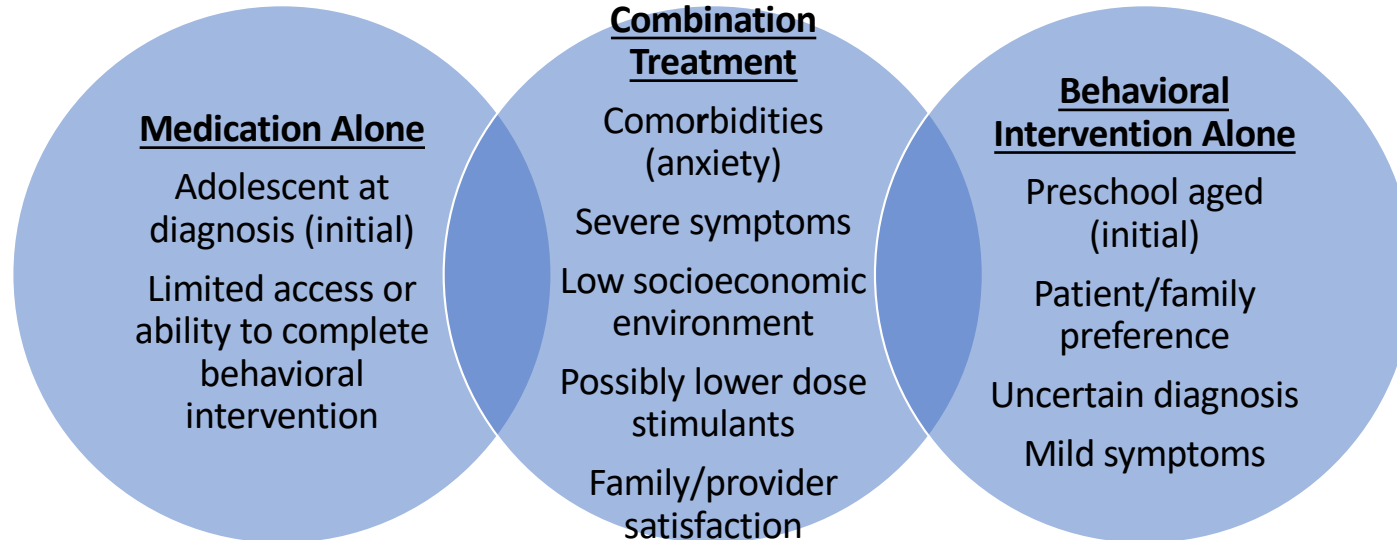 Medication Alone
Adolescent at
diagnosis (initial)
Limited access or
ability to complete
behavioral
intervention
Combination
Treatment
Comorbidities
(anxiety)
Severe symptoms
Low socioeconomic
environment
Possibly lower dose
stimulants
Family/provider
satisfaction
Behavioral
Intervention Alone
Preschool aged
(initial)
Patient/family
preference
Uncertain diagnosis
Mild symptoms